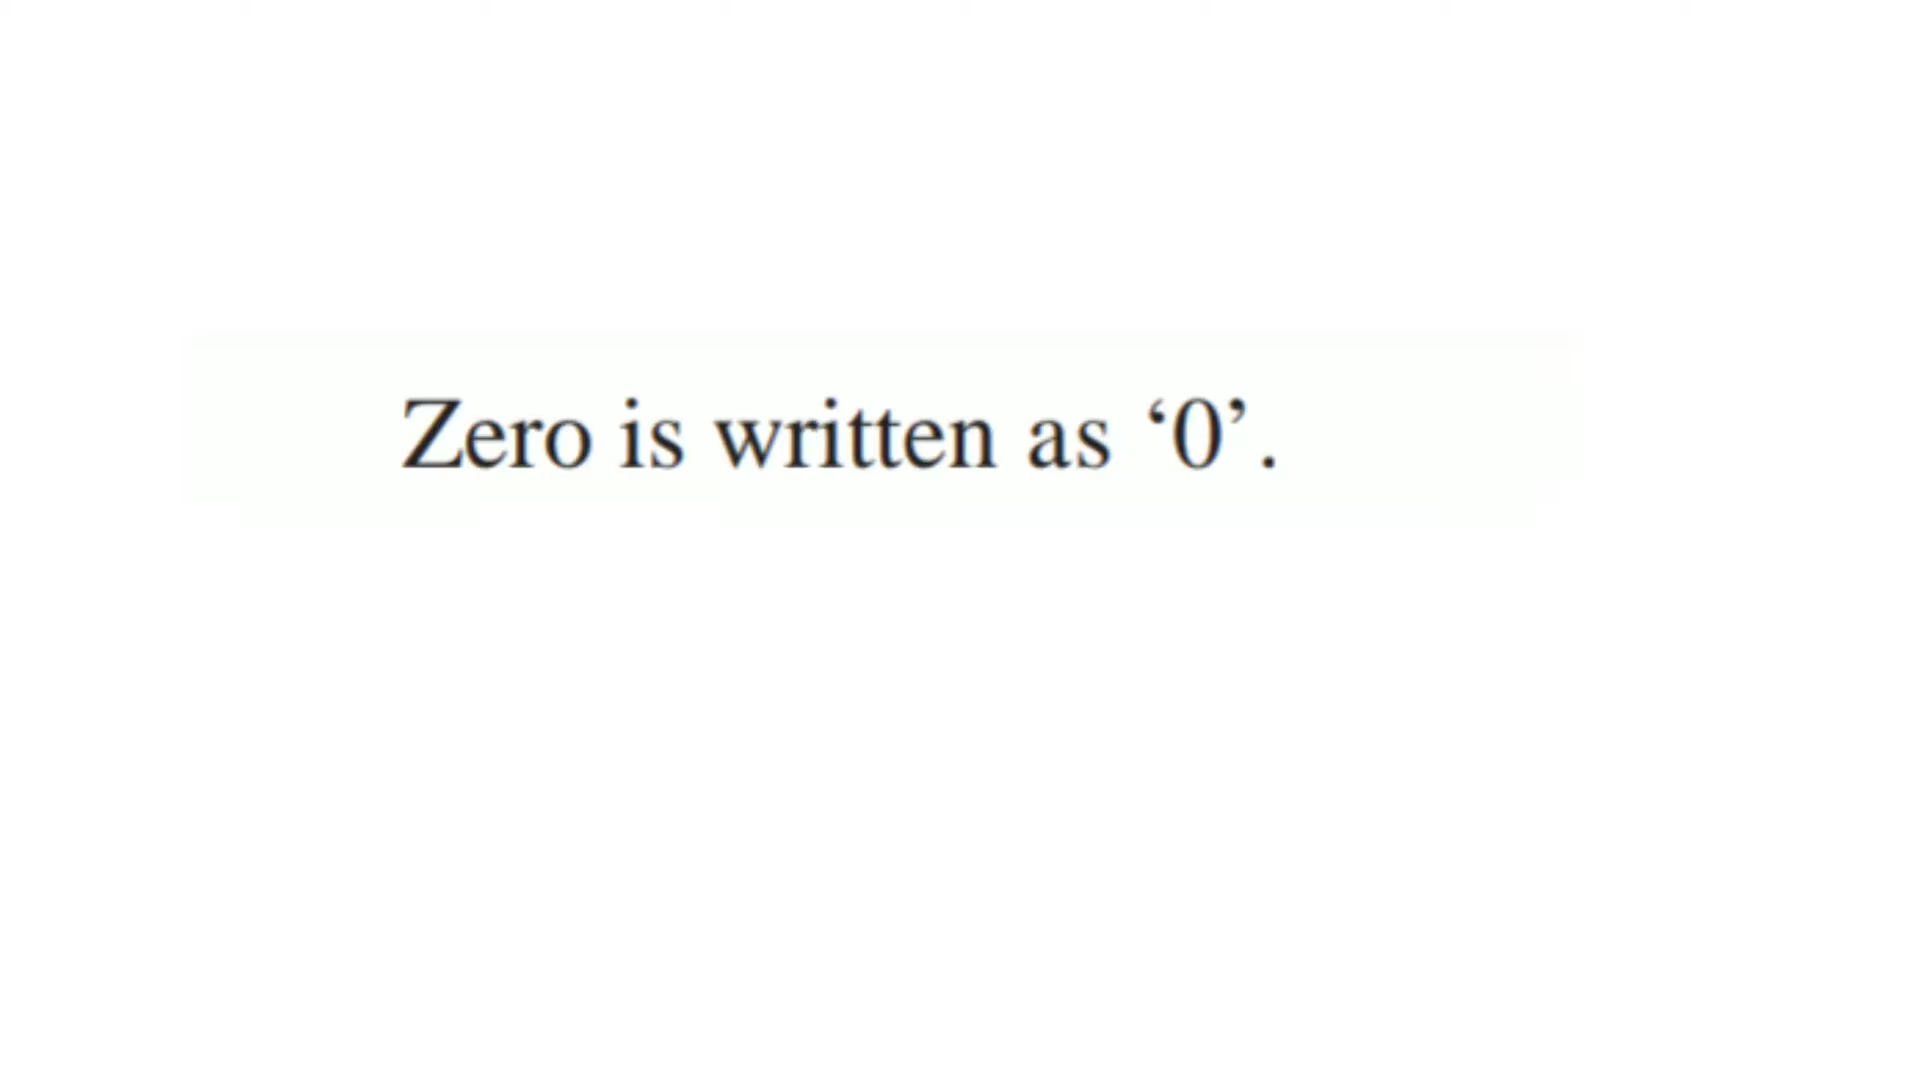 Zero is written as ‘0’.